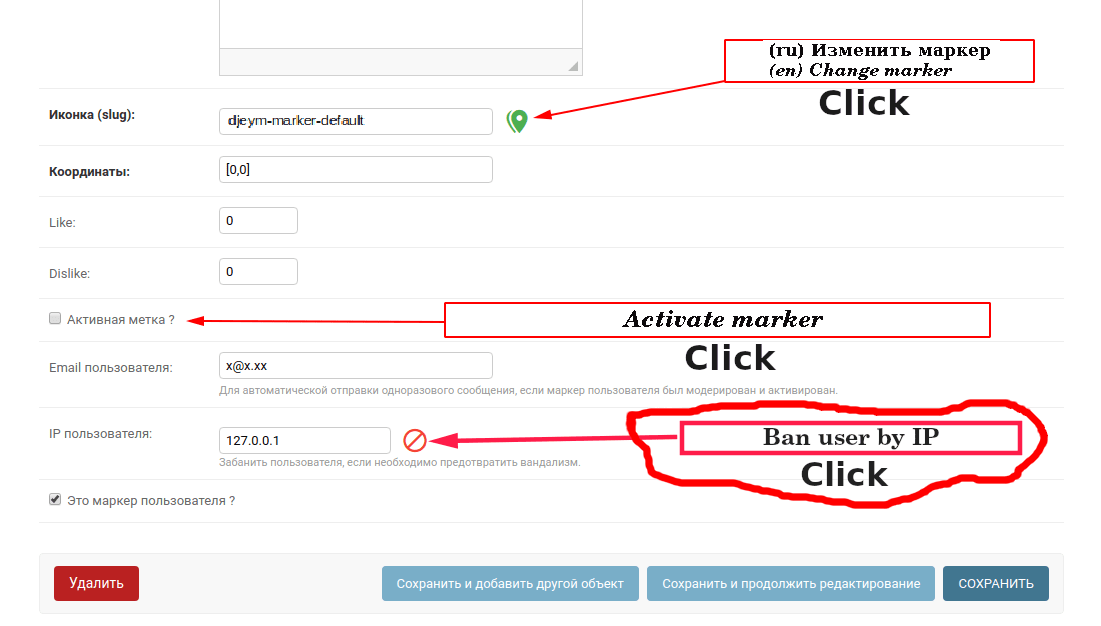 (ru) Изменить маркер
(en) Change marker
Click
Иконка (slug):
djeym-marker-default
Координаты:
[0,0]
Like:
0
Dislike:
0
Активная метка ?
Activate marker
Click
Email пользователя:
x@x.xx
Для автоматической отправки одноразового сообщения, если маркер пользователя был модерирован и активирован.
IP пользователя:
127.0.0.1
Ban user by IP
Click
Забанить пользователя, если необходимо предотвратить вандализм.
Это маркер пользователя ?
Удалить
Сохранить и добавить другой объект
Сохранить и продолжить редактирование
СОХРАНИТЬ